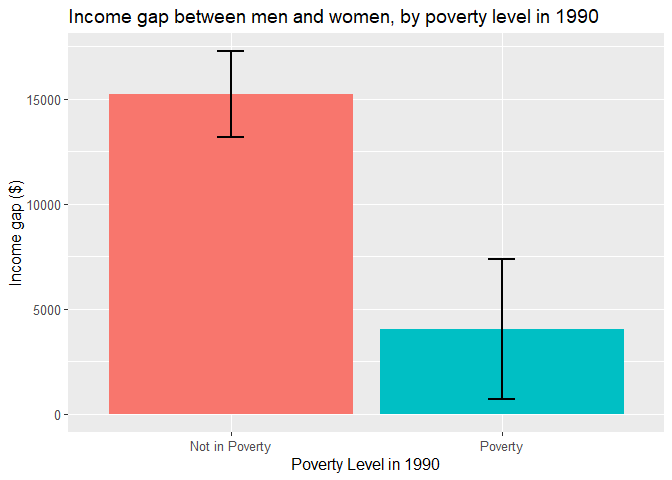 Income gap between men and women, by poverty level in 1990
Income gap ($)
15000
10000
5000
0
Not in Poverty
Poverty
Poverty Level in 1990